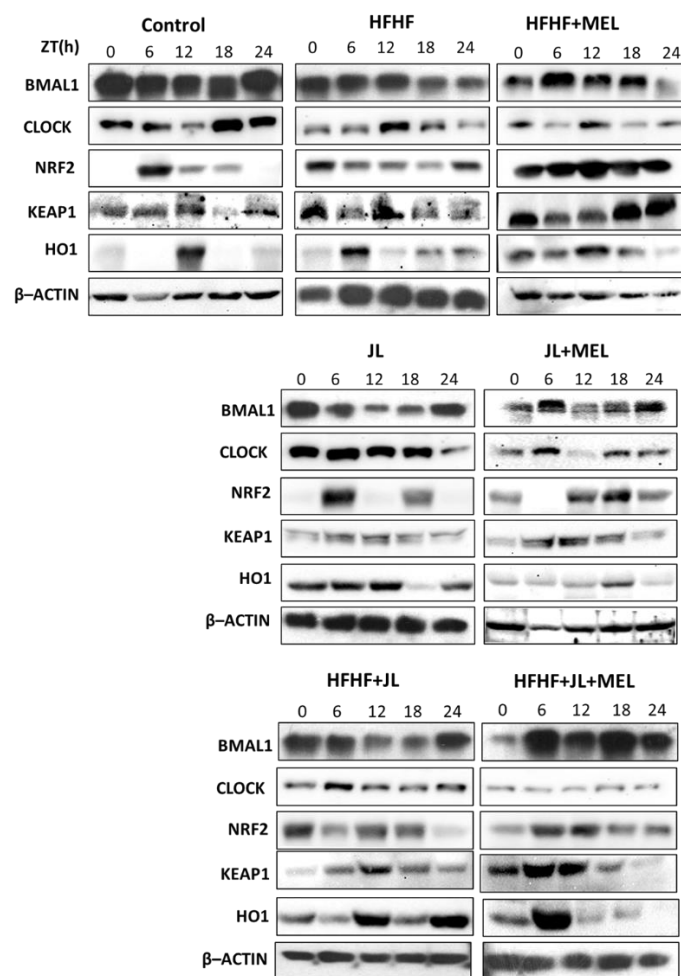 Control HFHF HFHF+MEL
ZT(h) 0 6 12 18 24 0 6 12 18 24 0 6 12 18 24
BMAL1
CLOCK
NRF2
KEAP1
HO1
β–ACTIN
JL JL+MEL
0 6 12 18 24 0 6 12 18 24
BMAL1
CLOCK
NRF2
KEAP1
HO1
β–ACTIN
HFHF+JL HFHF+JL+MEL
0 6 12 18 24 0 6 12 18 24
BMAL1
CLOCK
NRF2
KEAP1
HO1
β–ACTIN